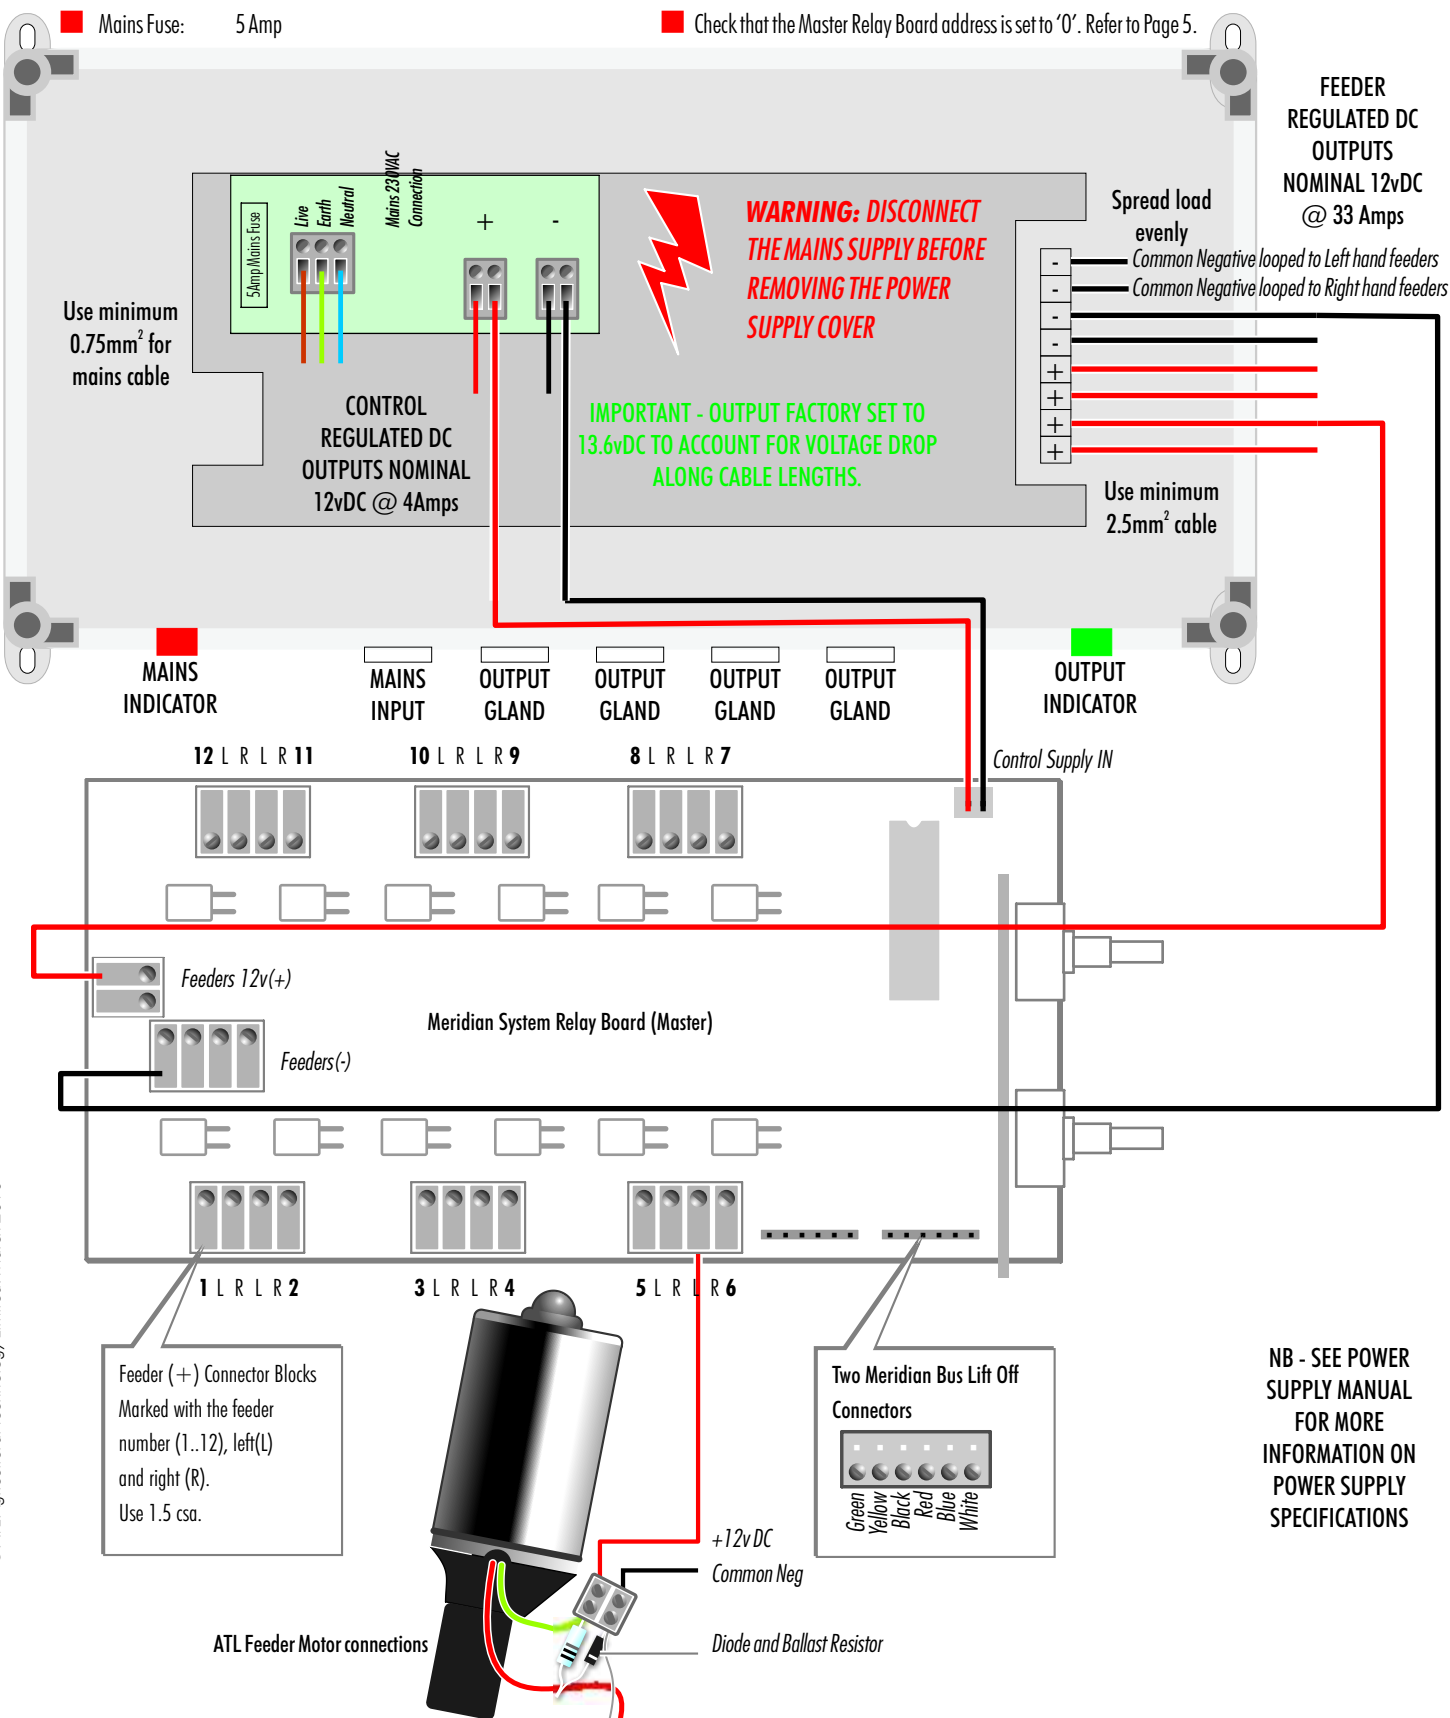 Mains Fuse: 5 Amp
Check that the Master Relay Board address is set to ‘0’. Refer to Page 5.
FEEDER
REGULATED DC
OUTPUTS
NOMINAL 12vDC
@ 33 Amps
5Amp Mains Fuse
Live
Earth
Neutral
Mains 230VAC
Connection
+ -
WARNING: DISCONNECT
THE MAINS SUPPLY BEFORE
REMOVING THE POWER
SUPPLY COVER
Spread load
evenly
- Common Negative looped to Left hand feeders
- Common Negative looped to Right hand feeders
-
-
+
+
+
+
Use minimum
0.75mm² for
mains cable
CONTROL
REGULATED DC
OUTPUTS NOMINAL
12vDC @ 4Amps
IMPORTANT - OUTPUT FACTORY SET TO
13.6vDC TO ACCOUNT FOR VOLTAGE DROP
ALONG CABLE LENGTHS.
Use minimum
2.5mm² cable
MAINS
INDICATOR
MAINS
INPUT
OUTPUT
GLAND
OUTPUT
GLAND
OUTPUT
GLAND
OUTPUT
GLAND
OUTPUT
INDICATOR
12 L R L R 11
10 L R L R 9
8 L R L R 7
Control Supply IN
Feeders 12v(+)
Meridian System Relay Board (Master)
Feeders(-)
1 L R L R 2
3 L R L R 4
5 L R L R 6
Feeder (+) Connector Blocks
Marked with the feeder
number (1..12), left(L)
and right (R).
Use 1.5 csa.
Two Meridian Bus Lift Off
Connectors
Green
Yellow
Black
Red
Blue
White
NB - SEE POWER
SUPPLY MANUAL
FOR MORE
INFORMATION ON
POWER SUPPLY
SPECIFICATIONS
+12v DC
Common Neg
ATL Feeder Motor connections
Diode and Ballast Resistor